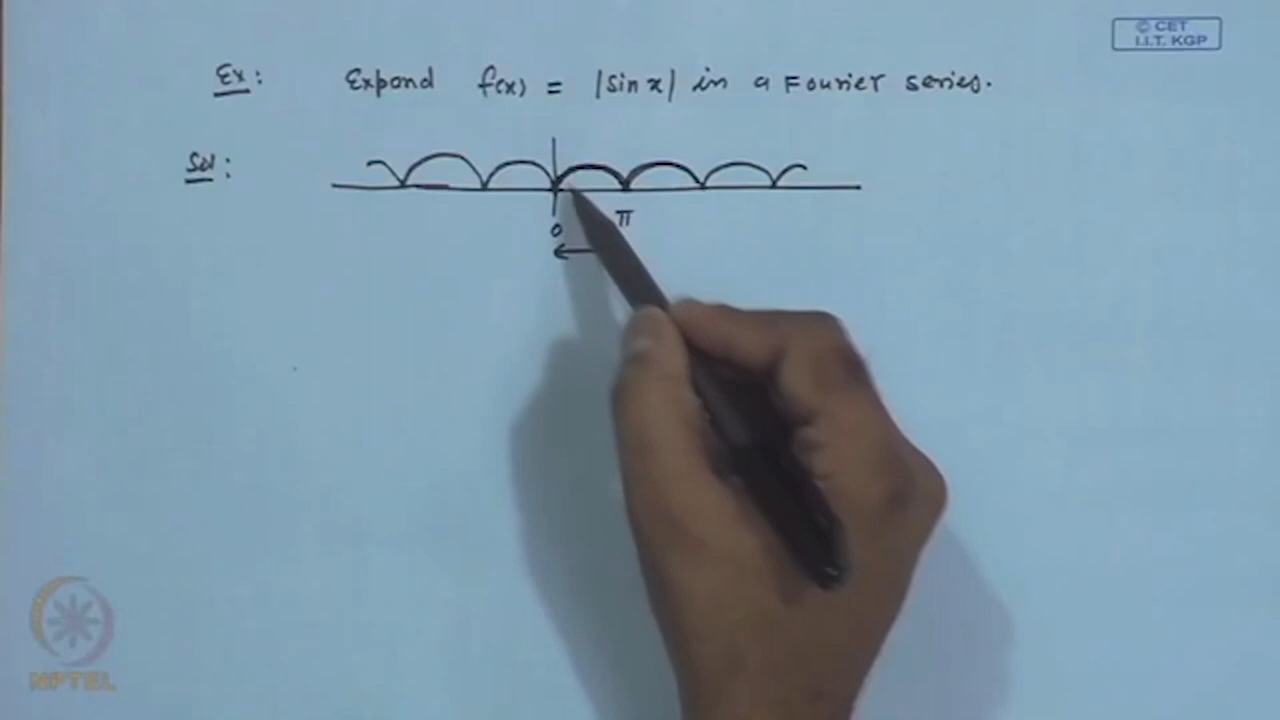 © CET
I.I.T. KGP
Ex: Expand f(x) = |sin x| in a Fourier series.
Sol:
π
0
NPTEL